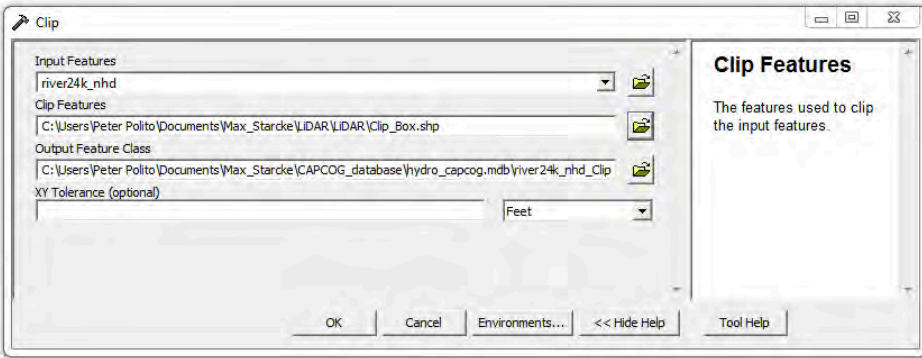 Clip
Input Features
river24k_nhd
Clip Features
C:\Users\Peter Polito\Documents\Max_Starcke\LiDAR\LiDAR\Clip_Box.shp
Output Feature Class
C:\Users\Peter Polito\Documents\Max_Starcke\CAPCOG_database\hydro_capcog.mdb\river24k_nhd_Clip
XY Tolerance (optional)
Feet
OK Cancel Environments... << Hide Help Tool Help
Clip Features
The features used to clip
the input features.